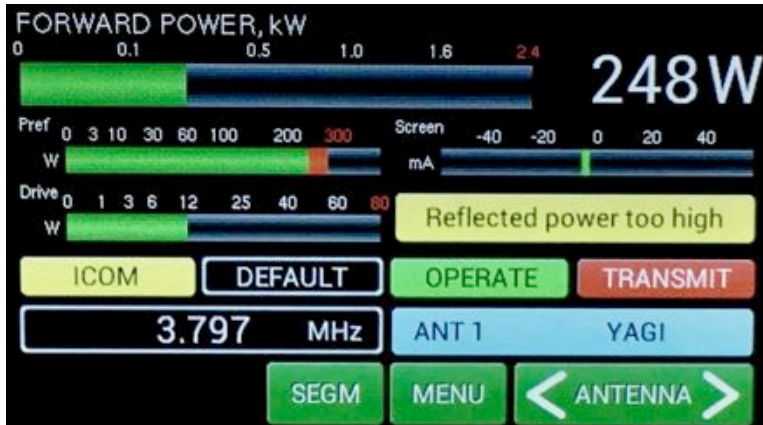 FORWARD POWER, kW
0 0.1 0.5 1.0 1.6 2.4
248 W
Pref 0 3 10 30 60 100 200 300
W
Screen -40 -20 0 20 40
mA
Drive 0 1 3 6 12 25 40 60 80
W
Reflected power too high
ICOM DEFAULT OPERATE TRANSMIT
3.797 MHz ANT 1 YAGI
SEGM MENU < ANTENNA >